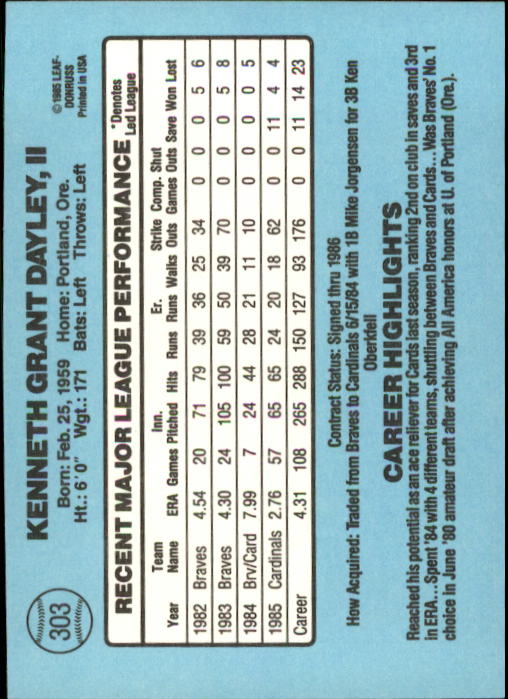 303
KENNETH GRANT DAYLEY, II
Born: Feb. 25, 1959 Home: Portland, Ore.
Ht.: 6' 0" Wgt.: 171 Bats: Left Throws: Left
©1985 LEAF-
DONRUSS
Printed in USA
RECENT MAJOR LEAGUE PERFORMANCE *Denotes
Led League
Team Inn. Er. Strike Comp. Shut
Year Name ERA Games Pitched Hits Runs Runs Walks Outs Games Outs Save Won Lost
1982 Braves 4.54 20 71 79 39 36 25 34 0 0 0 5 6
1983 Braves 4.30 24 105 100 59 50 39 70 0 0 0 5 8
1984 Brv/Card 7.99 7 24 44 28 21 11 10 0 0 0 0 5
1985 Cardinals 2.76 57 65 65 24 20 18 62 0 0 11 4 4
Career 4.31 108 265 288 150 127 93 176 0 0 11 14 23
Contract Status: Signed thru 1986
How Acquired: Traded from Braves to Cardinals 6/15/84 with 1B Mike Jorgensen for 3B Ken
Oberkfell
CAREER HIGHLIGHTS
Reached his potential as an ace reliever for Cards last season, ranking 2nd on club in saves and 3rd
in ERA...Spent '84 with 4 different teams, shuttling between Braves and Cards...Was Braves' No. 1
choice in June '80 amateur draft after achieving All America honors at U. of Portland (Ore.).